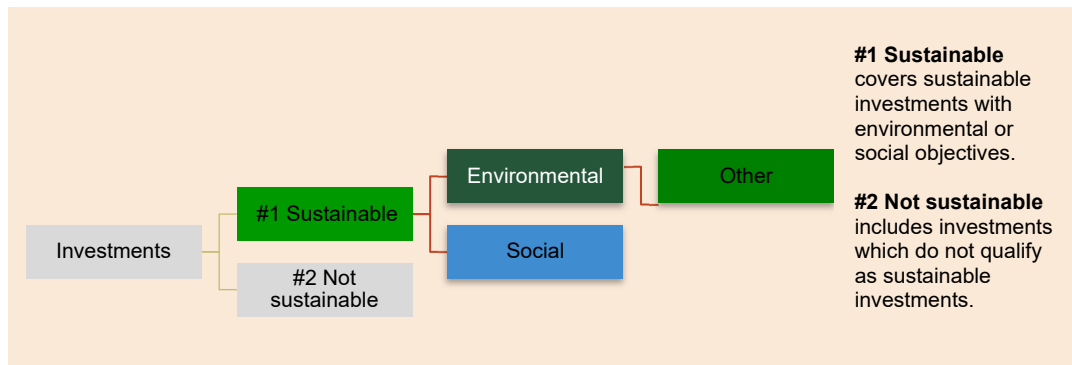 Investments
#1 Sustainable
#2 Not
sustainable
Environmental
Social
Other
#1 Sustainable
covers sustainable
investments with
environmental or
social objectives.
#2 Not sustainable
includes investments
which do not qualify
as sustainable
investments.